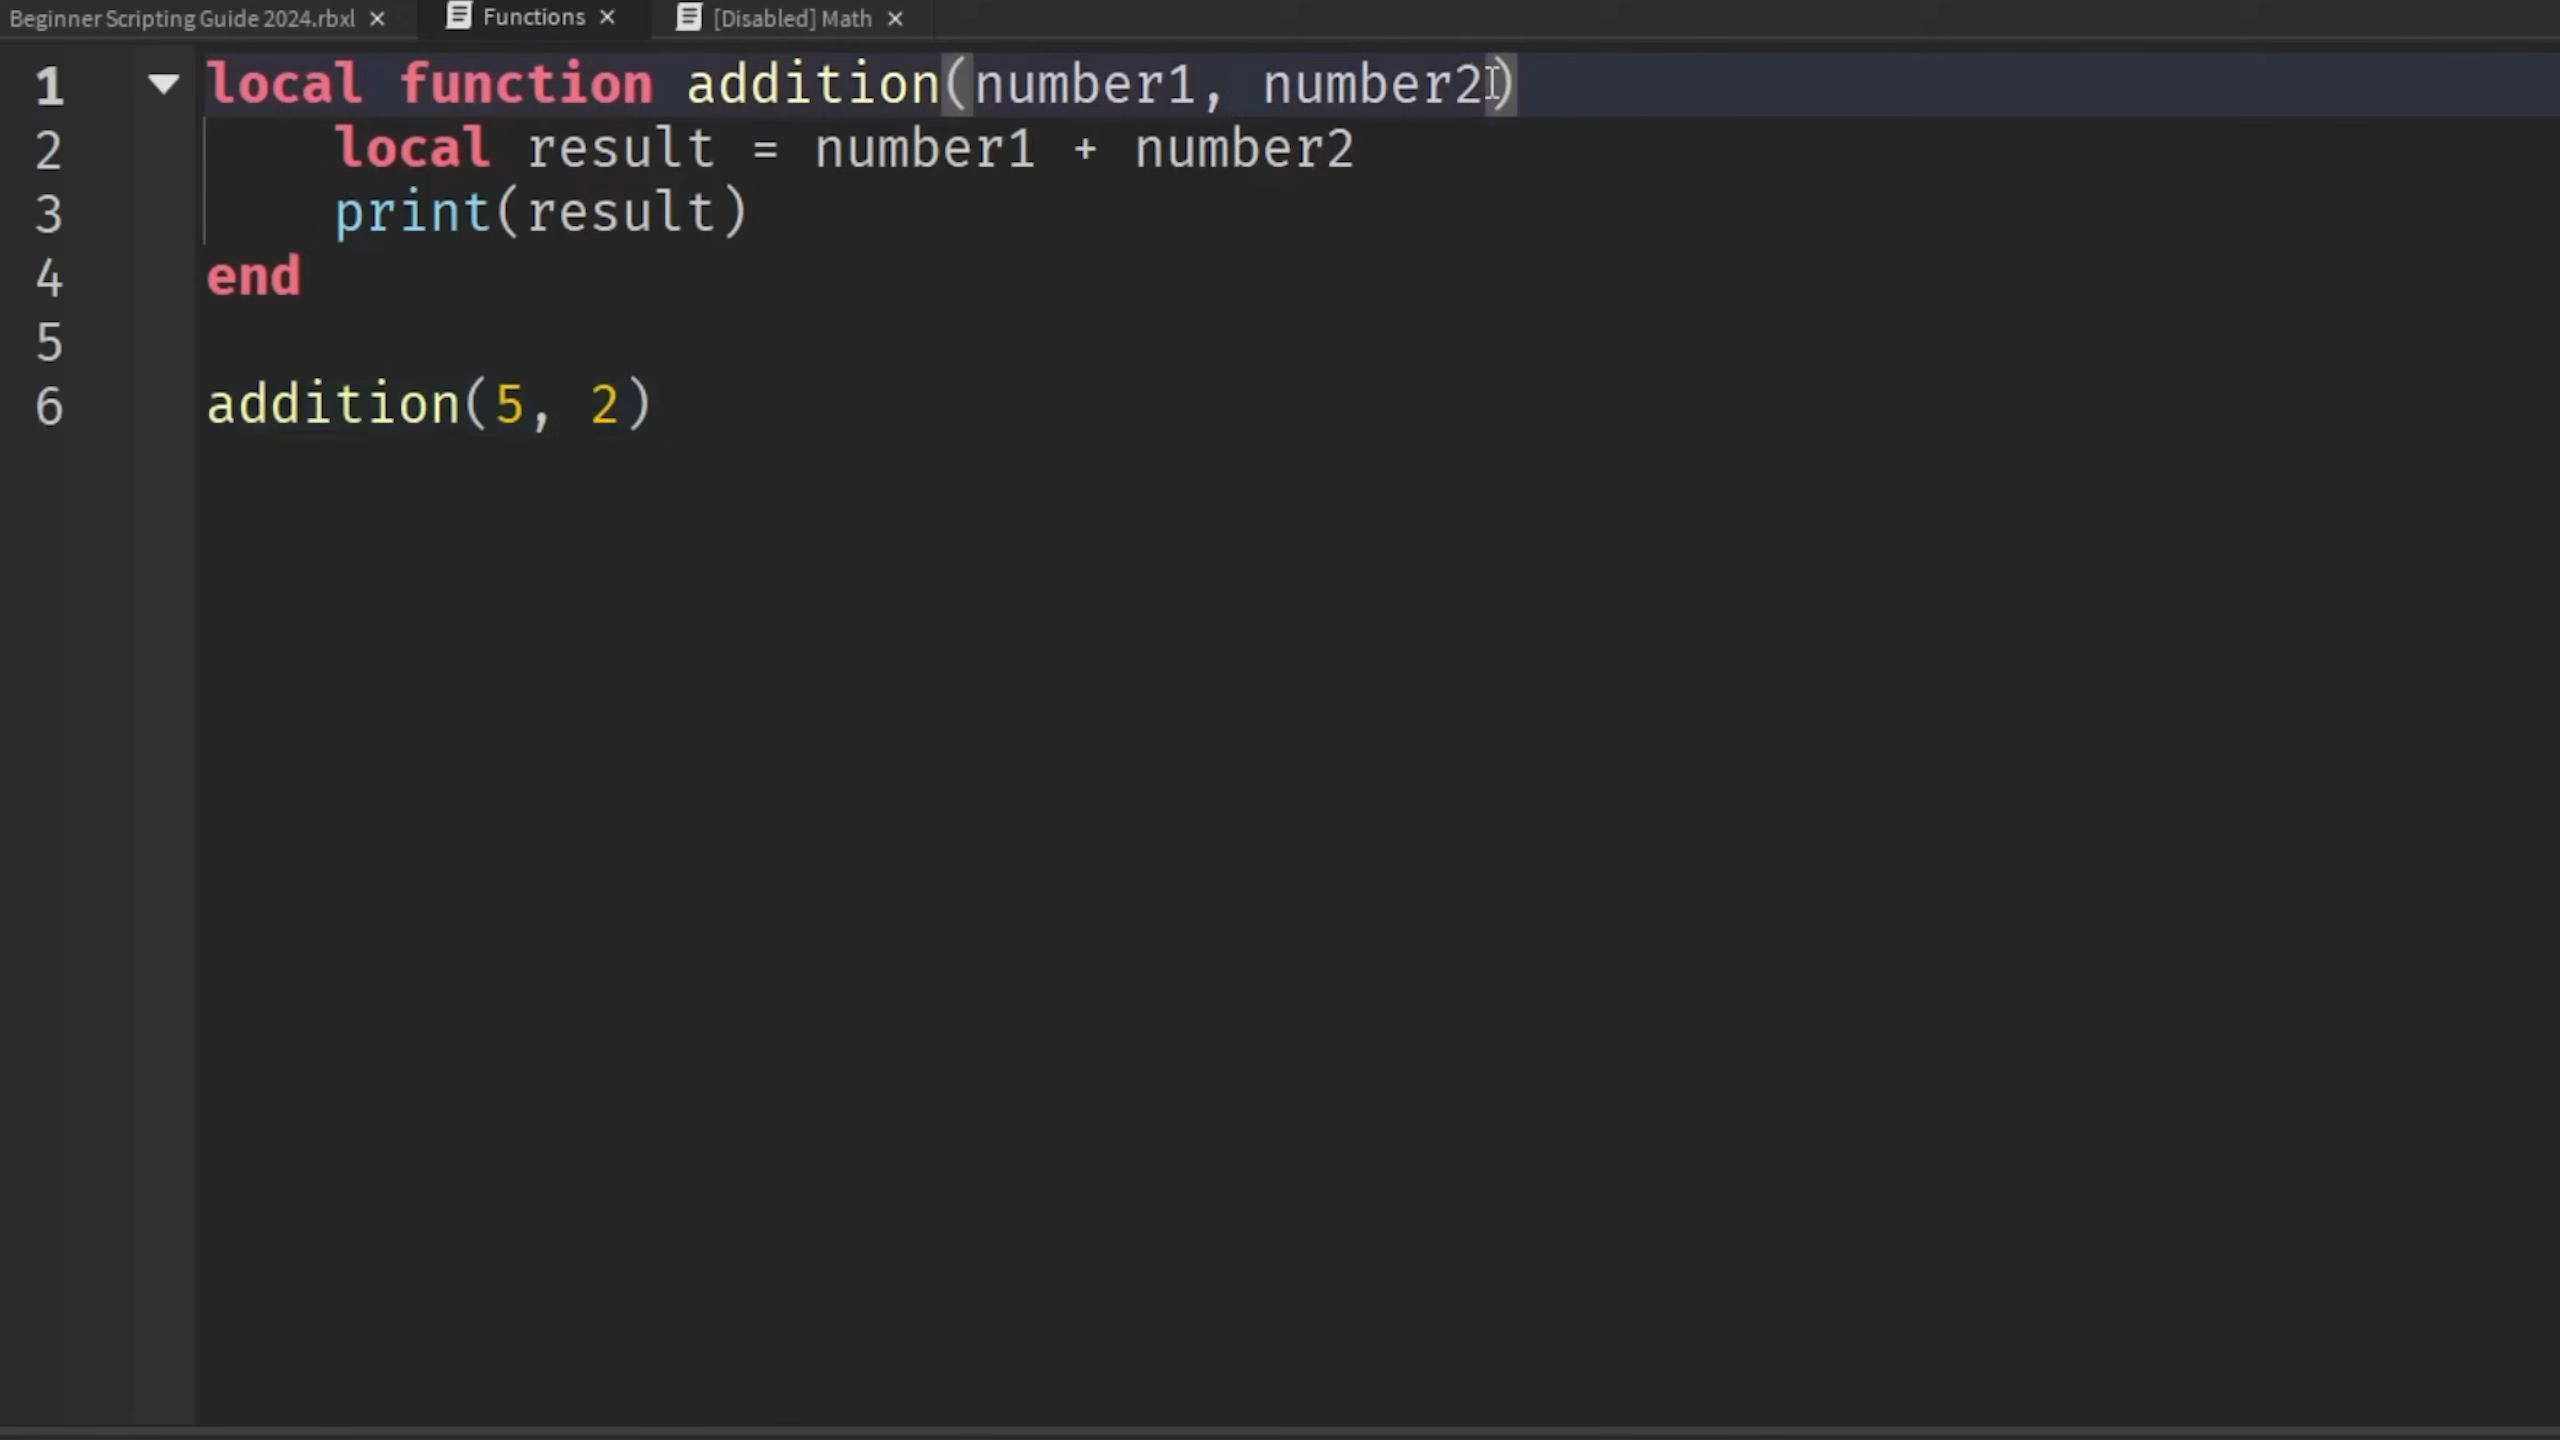 Beginner Scripting Guide 2024.rbxl × Functions × [Disabled] Math ×
1 local function addition(number1, number2)
2 local result = number1 + number2
3 print(result)
4 end
5
6 addition(5, 2)